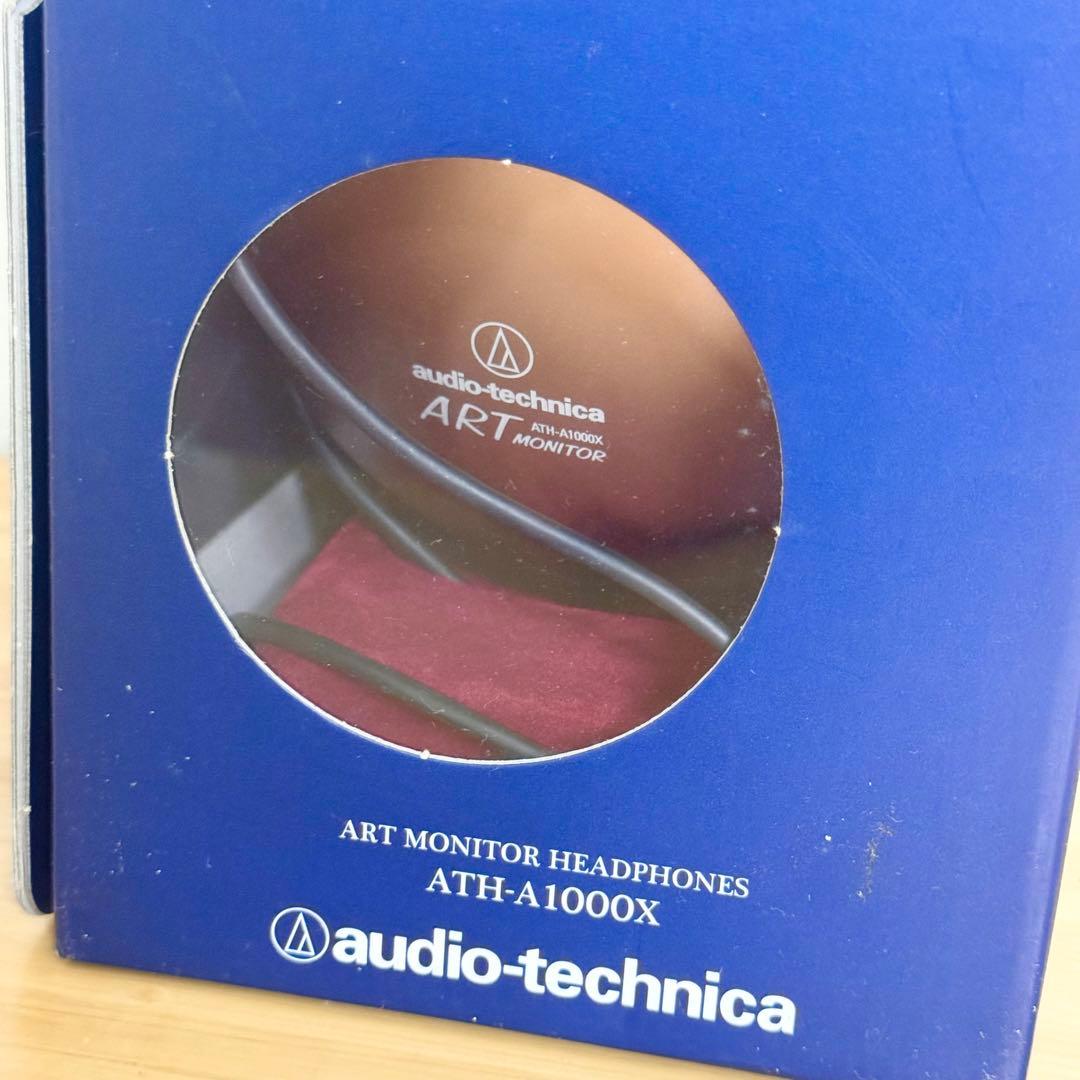 audio-technica
ART ATH-A1000X
MONITOR
ART MONITOR HEADPHONES
ATH-A1000X
audio-technica